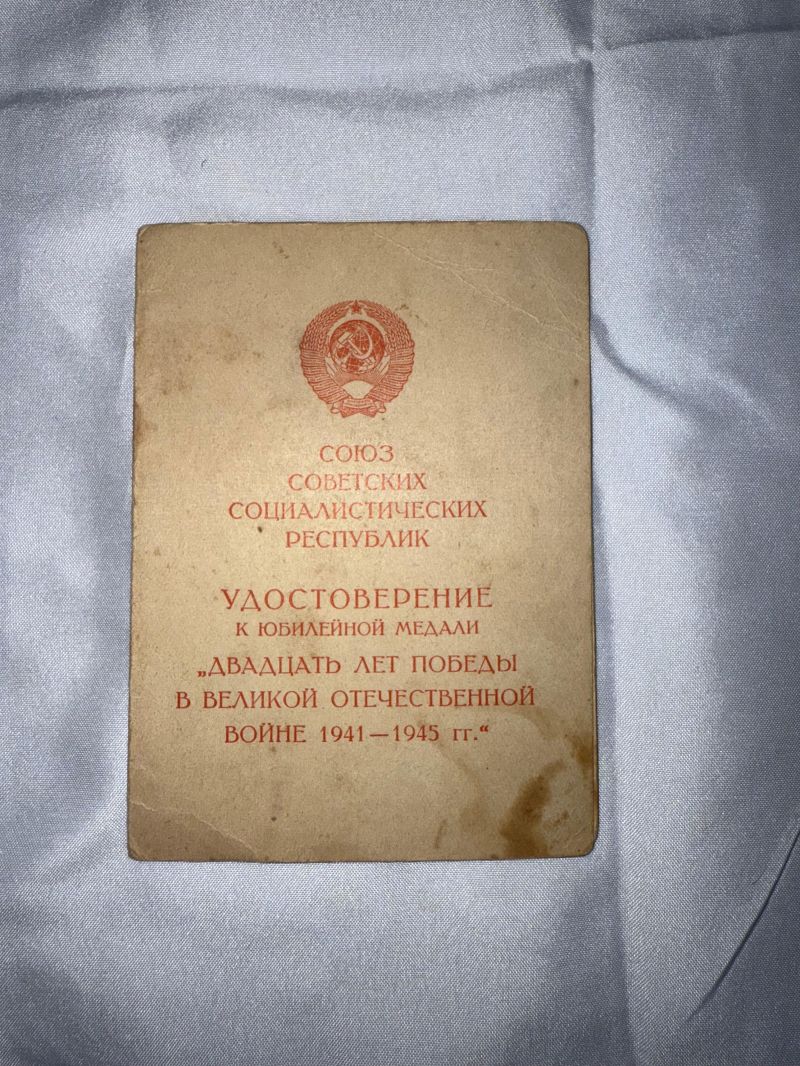 СОЮЗ
СОВЕТСКИХ
СОЦИАЛИСТИЧЕСКИХ
РЕСПУБЛИК
УДОСТОВЕРЕНИЕ
К ЮБИЛЕЙНОЙ МЕДАЛИ
„ДВАДЦАТЬ ЛЕТ ПОБЕДЫ
В ВЕЛИКОЙ ОТЕЧЕСТВЕННОЙ
ВОЙНЕ 1941—1945 гг.“